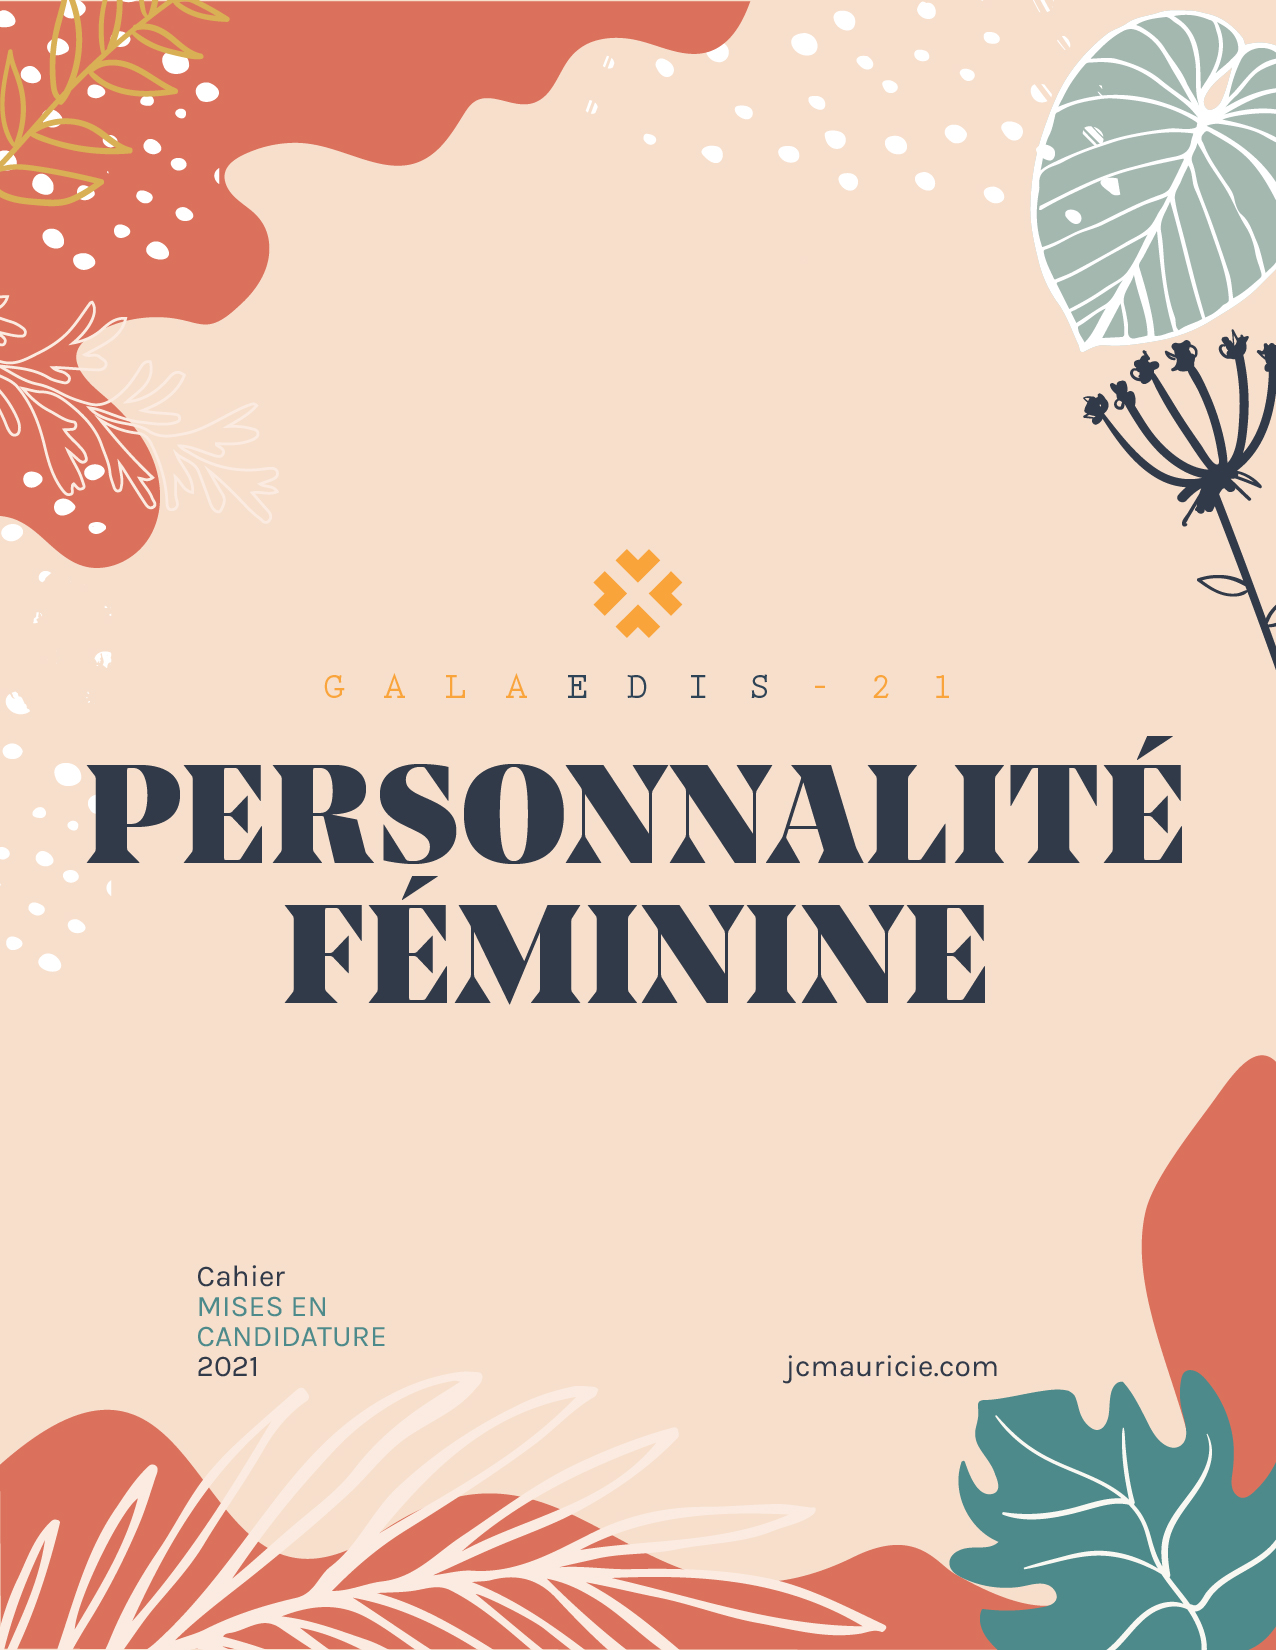 GALAEDIS-21
PERSONNALITÉ
FÉMININE
Cahier
MISES EN
CANDIDATURE
2021
jcmauricie.com